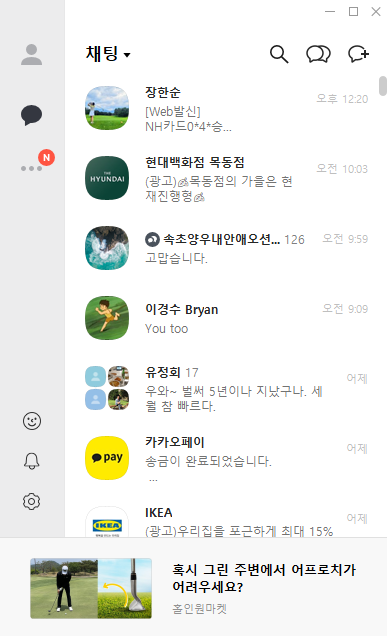 채팅
N
장한순
오후 12:20
[Web발신]
NH카드0*4*승...
현대백화점 목동점
오전 10:03
THE
HYUNDAI
(광고)🍂목동점의 가을은 현
재진행형🍂
속초양우내안애오션... 126
오전 9:59
고맙습니다.
이경수 Bryan
오전 9:09
You too
유정회 17
어제
우와~ 벌써 5년이나 지났구나. 세
월 참 빠르다.
카카오페이
어제
pay
송금이 완료되었습니다.
...
IKEA
어제
IKEA
(광고)우리집을 포근하게 최대 15%
혹시 그린 주변에서 어프로치가
어려우세요?
홀인원마켓